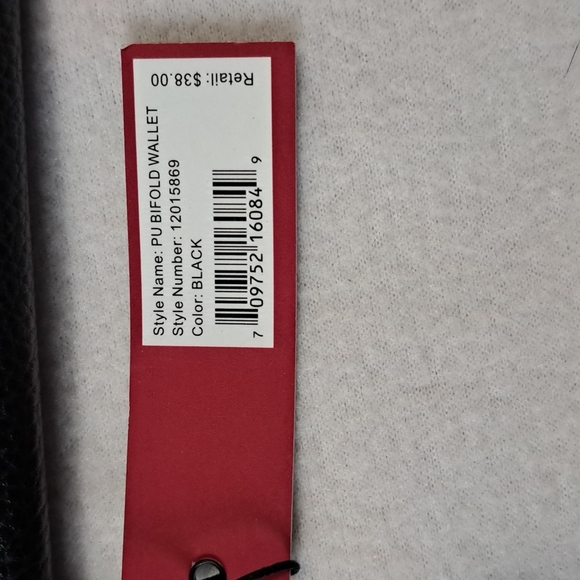 Style Name: PU BIFOLD WALLET
Style Number: 12015869
Color: BLACK
7 09752 16084 9
Retail: $38.00